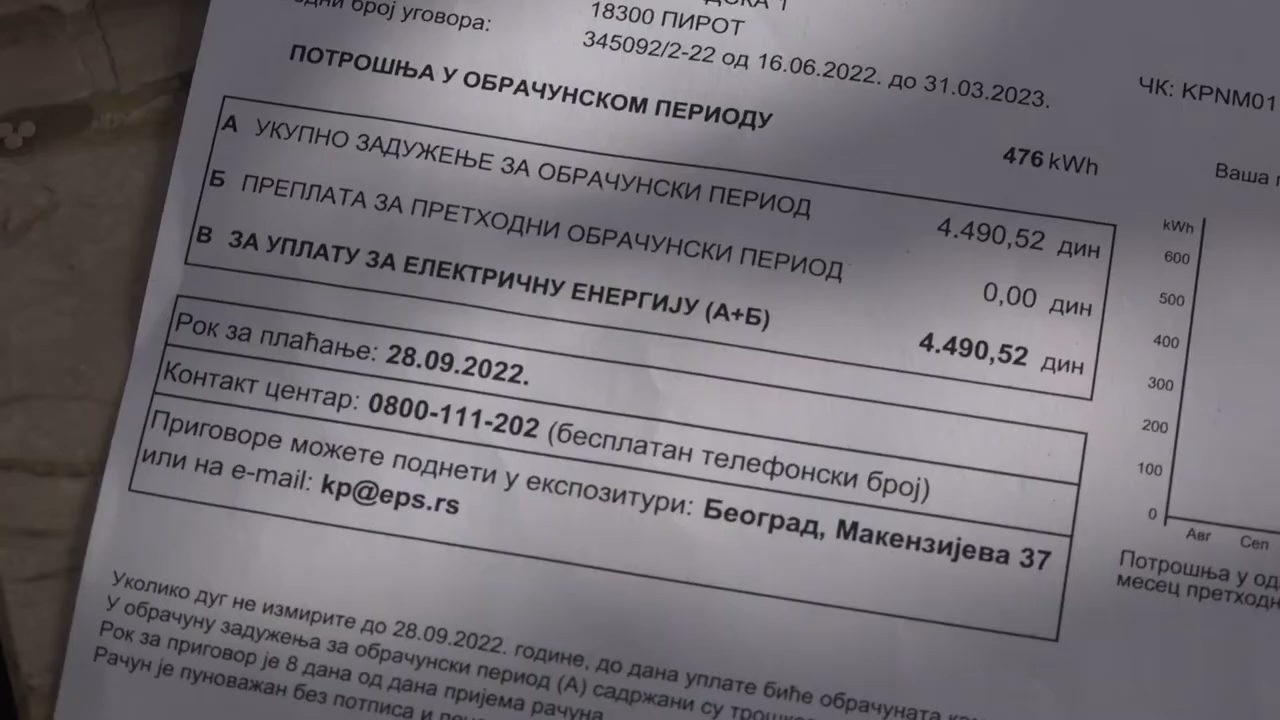 18300 ПИРОТ
број уговора:
345092/2-22 од 16.06.2022. до 31.03.2023.
ЧК: KPNM01
ПОТРОШЊА У ОБРАЧУНСКОМ ПЕРИОДУ
476 kWh
А УКУПНО ЗАДУЖЕЊЕ ЗА ОБРАЧУНСКИ ПЕРИОД 4.490,52 дин
Б ПРЕПЛАТА ЗА ПРЕТХОДНИ ОБРАЧУНСКИ ПЕРИОД 0,00 дин
В ЗА УПЛАТУ ЗА ЕЛЕКТРИЧНУ ЕНЕРГИЈУ (А+Б) 4.490,52 дин
Рок за плаћање: 28.09.2022.
Контакт центар: 0800-111-202 (бесплатан телефонски број)
Приговоре можете поднети у експозитури: Београд, Макензијева 37
или на e-mail: kp@eps.rs
Уколико дуг не измирите до 28.09.2022. године, до дана уплате биће обрачуната
У обрачуну задужења за обрачунски период (А) садржани су
Рок за приговор је 8 дана од дана пријема рачуна.
Рачун је пуноважан без потписа и
Ваша
kWh
600
500
400
300
200
100
0
Авг Сеп
Потрошња у
месец